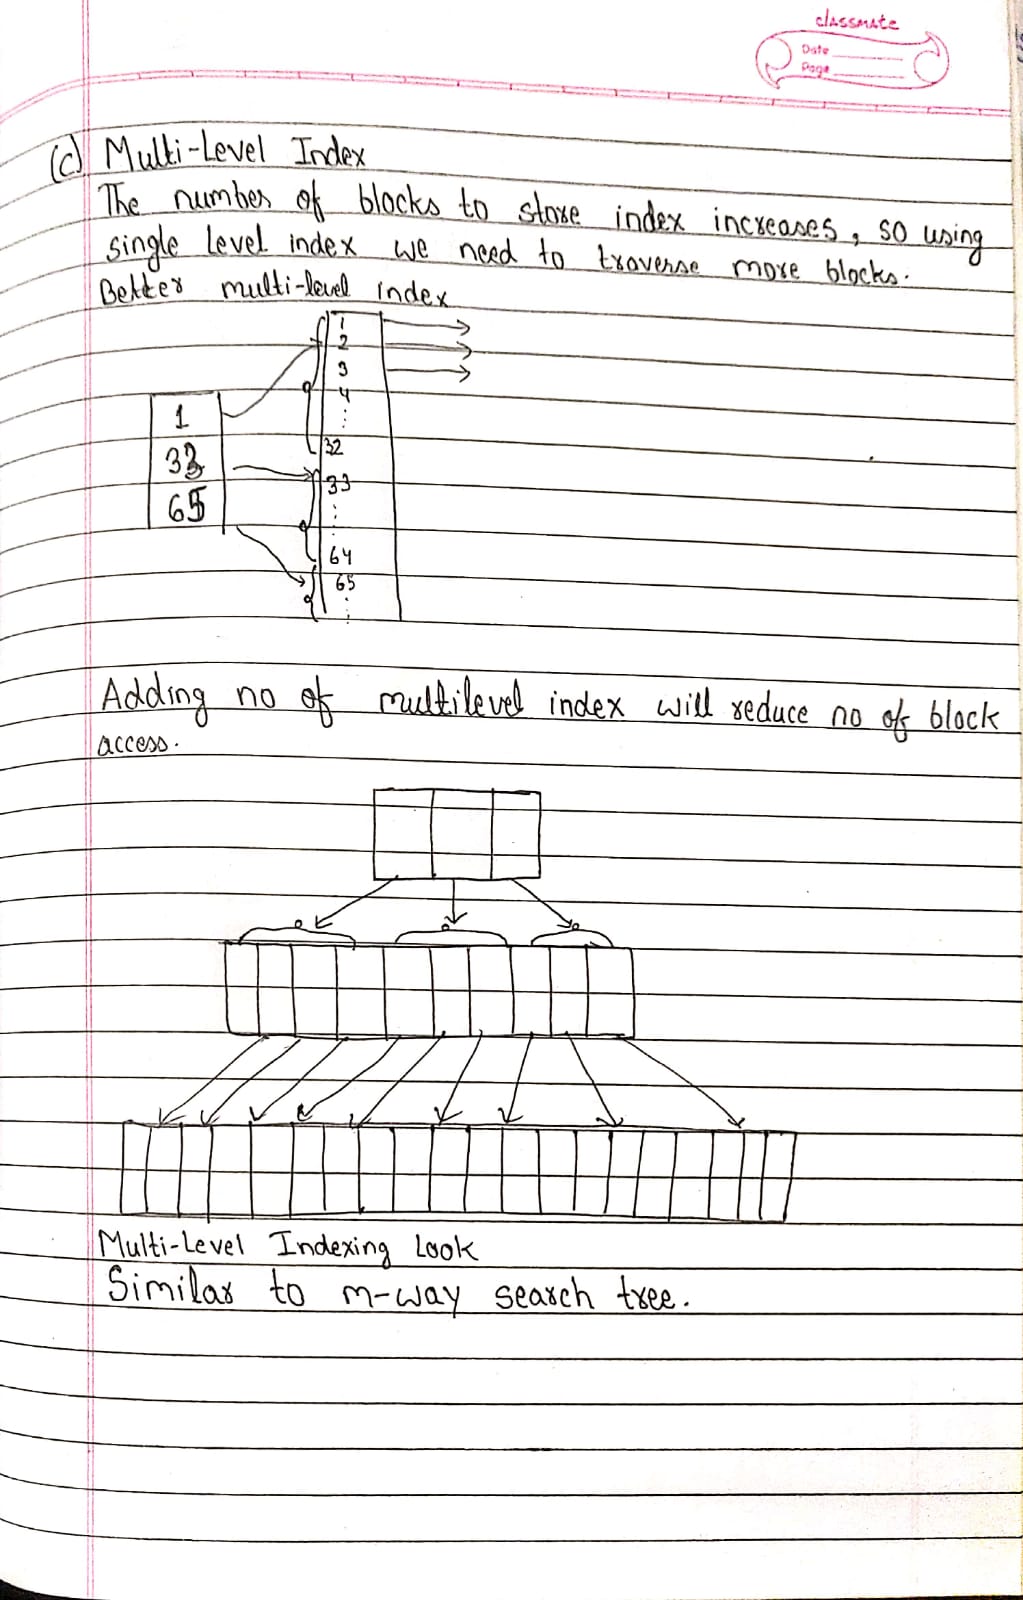 classmate
Date
Page
(c) Multi-Level Index
The number of blocks to store index increases, so using
single level index we need to traverse more blocks.
Better multi-level index
1
2
3
4
32
33
64
65
1
33
65
Adding no of multilevel index will reduce no of block
access.
Multi-Level Indexing Look
Similar to m-way search tree.